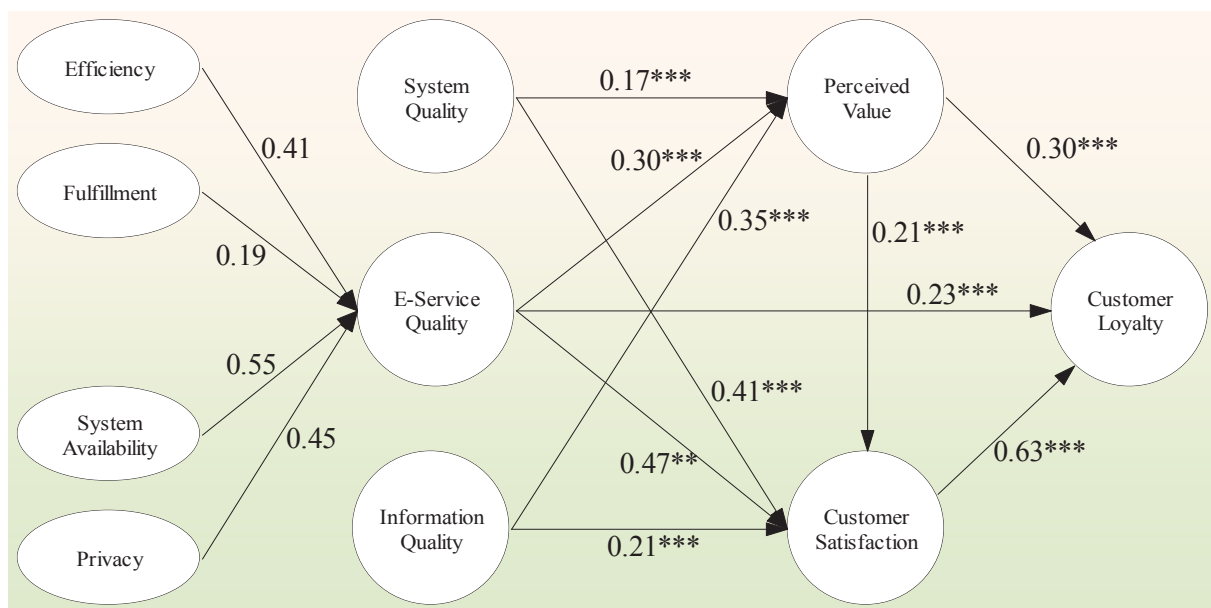 Efficiency
System
Quality
0.17***
Perceived
Value
0.41
0.30***
0.30***
Fulfillment
0.35***
0.19
0.21***
E-Service
Quality
0.23***
Customer
Loyalty
0.55
System
Availability
0.41***
0.45
0.47**
0.63***
Information
Quality
0.21***
Customer
Satisfaction
Privacy